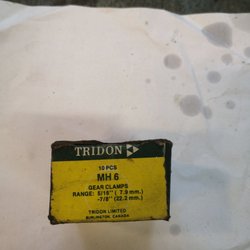 TRIDON
10 PCS
MH 6
GEAR CLAMPS
RANGE: 5/16" ( 7.9 mm.)
-7/8" (22.2 mm.)
TRIDON LIMITED
BURLINGTON, CANADA